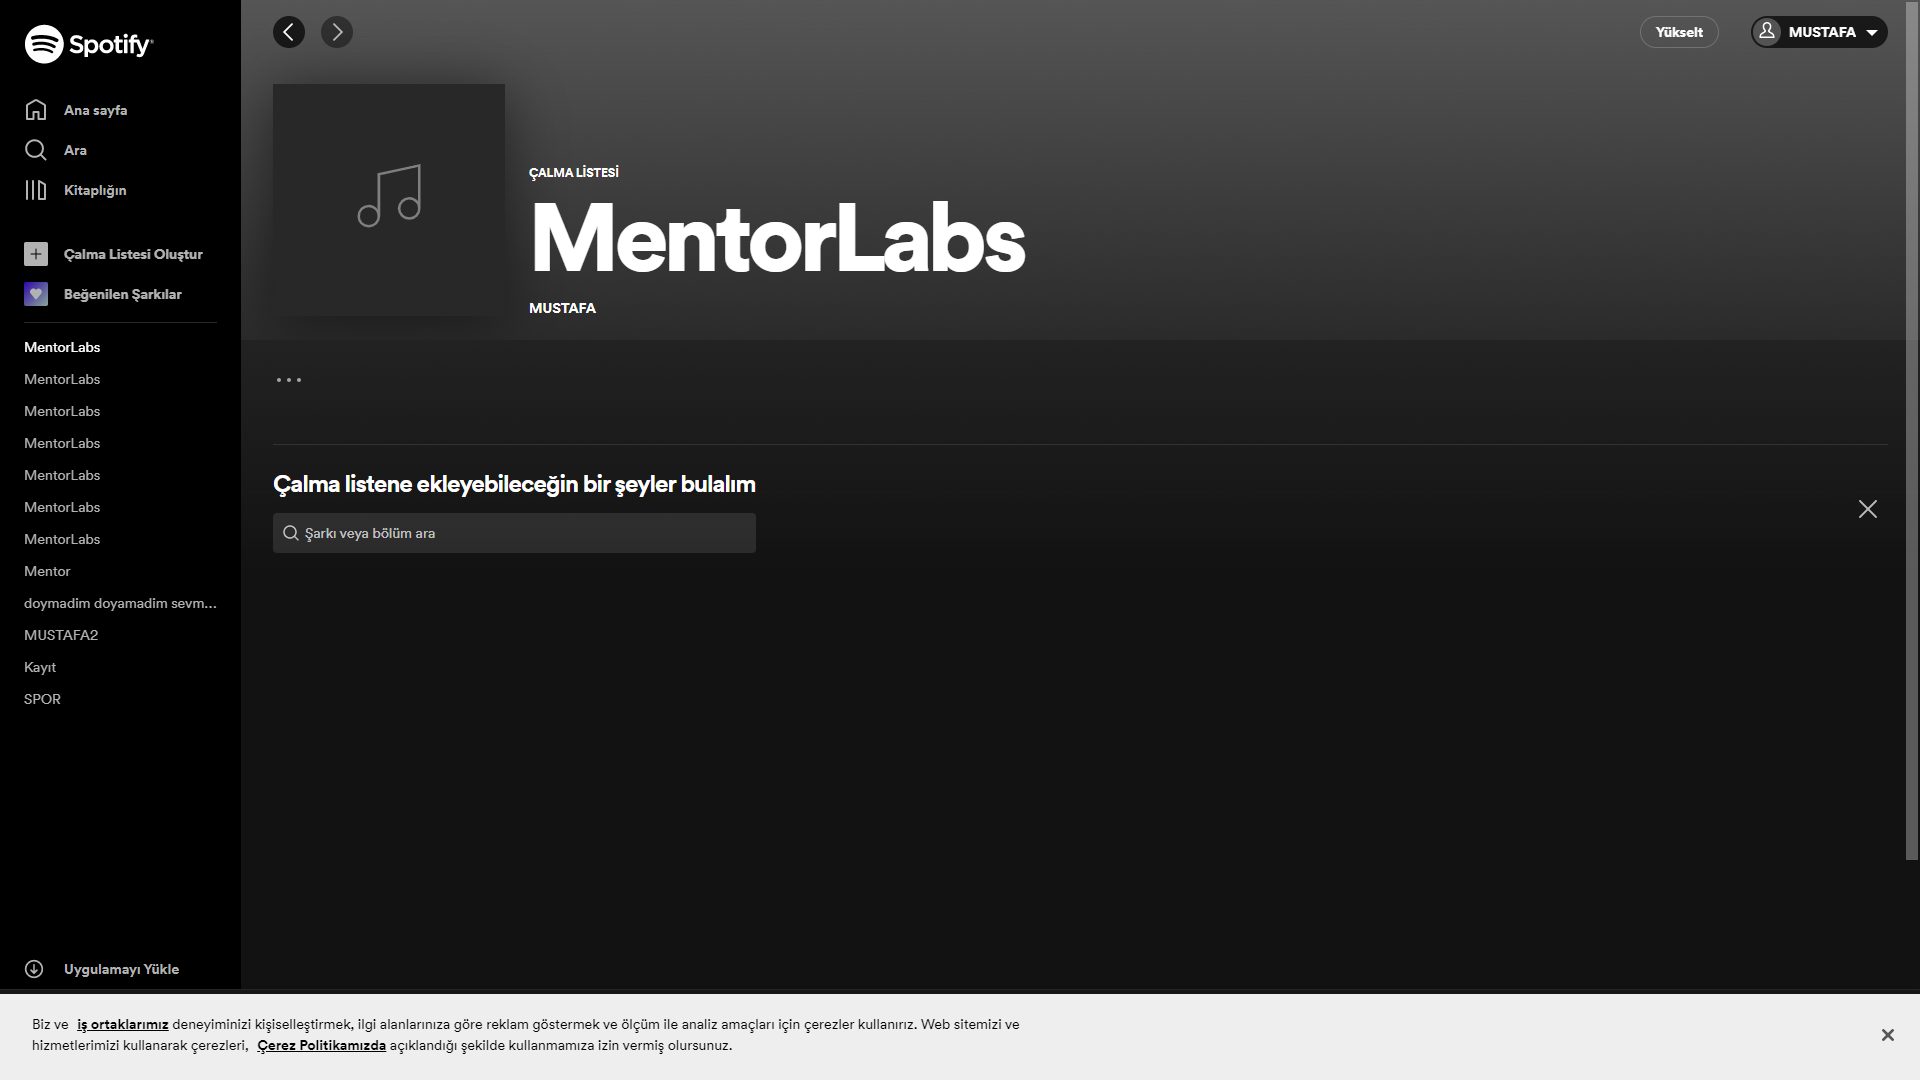 Spotify
Ana sayfa
Ara
Kitaplığın
Çalma Listesi Oluştur
Beğenilen Şarkılar
MentorLabs
MentorLabs
MentorLabs
MentorLabs
MentorLabs
MentorLabs
MentorLabs
Mentor
doymadim doyamadim sevm...
MUSTAFA2
Kayıt
SPOR
Uygulamayı Yükle
Yükselt
MUSTAFA
ÇALMA LİSTESİ
MentorLabs
MUSTAFA
Çalma listene ekleyebileceğin bir şeyler bulalım
Şarkı veya bölüm ara
Biz ve iş ortaklarımız deneyiminizi kişiselleştirmek, ilgi alanlarınıza göre reklam göstermek ve ölçüm ile analiz amaçları için çerezler kullanırız. Web sitemizi ve
hizmetlerimizi kullanarak çerezleri, Çerez Politikamızda açıklandığı şekilde kullanmamıza izin vermiş olursunuz.